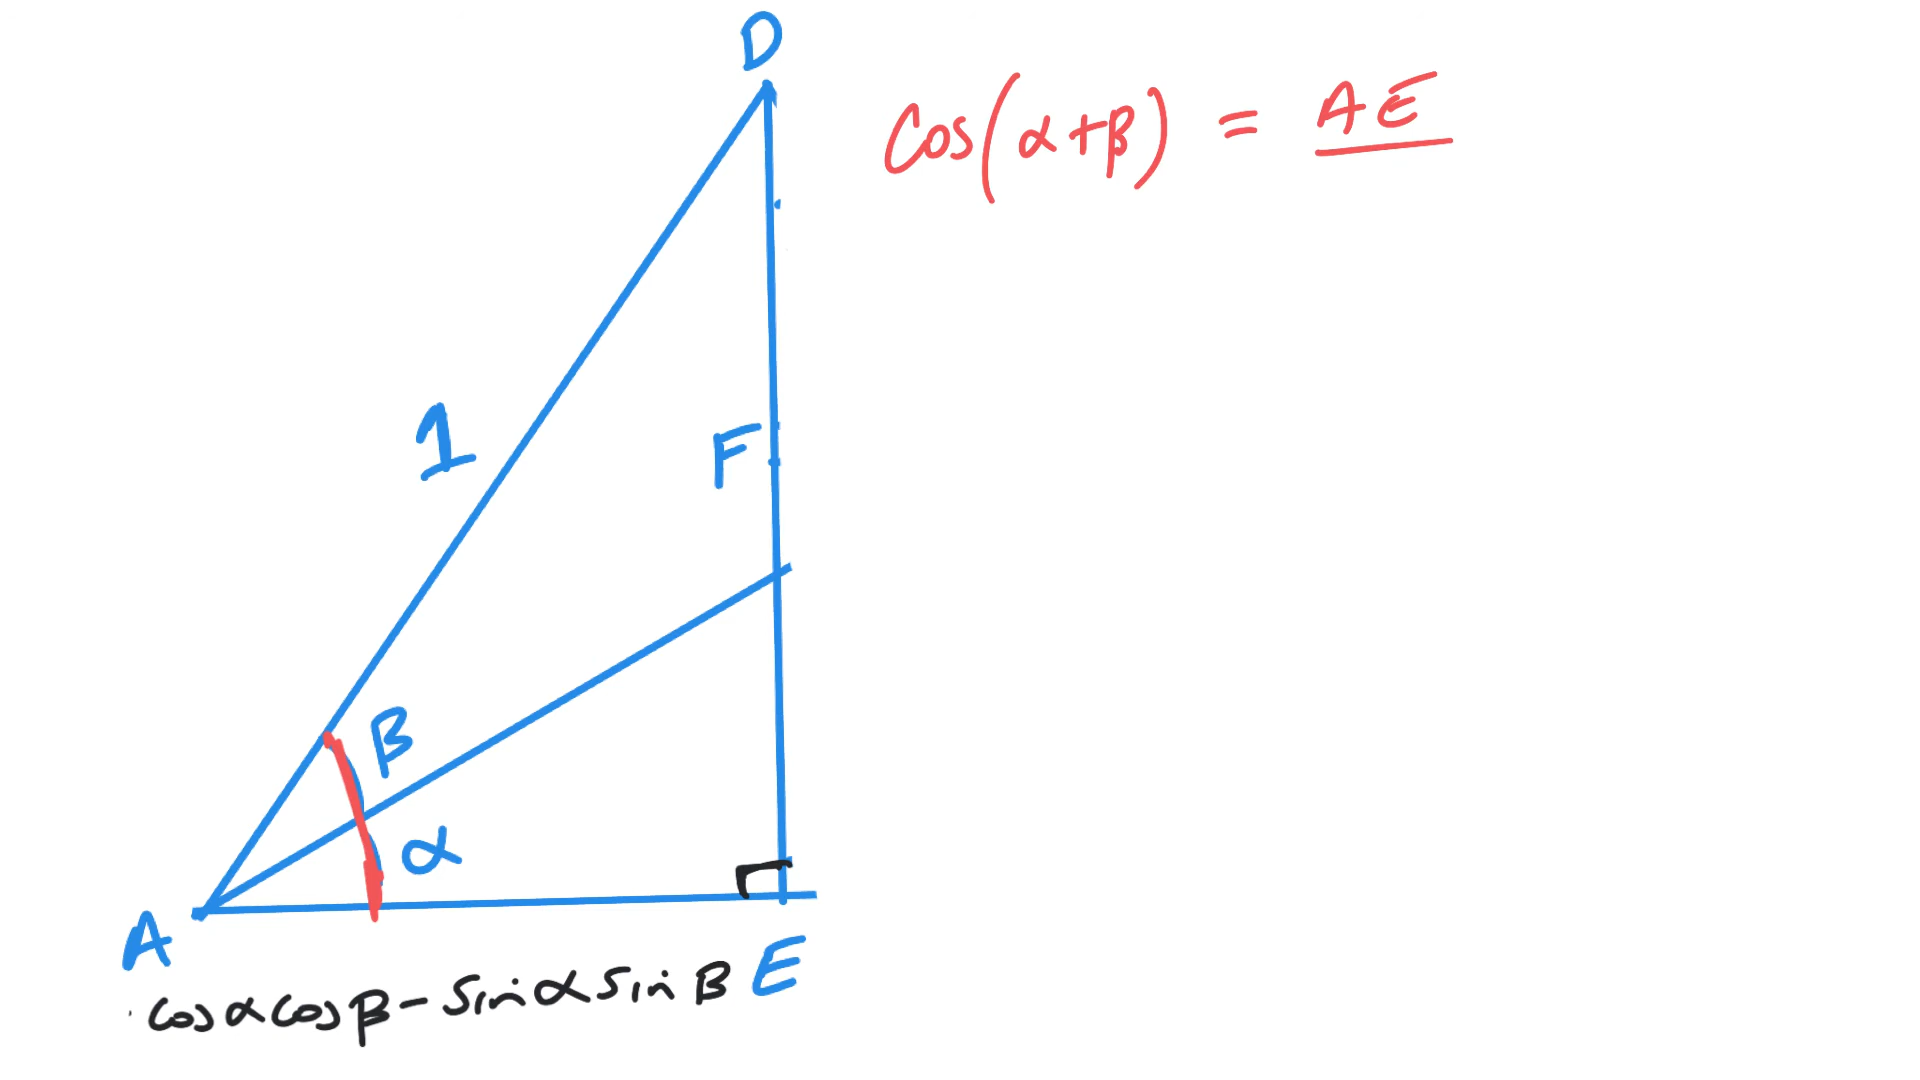 D
Cos(α+β) = AE
1
F
β
α
A
E
cosαcosβ-sinαsinβ